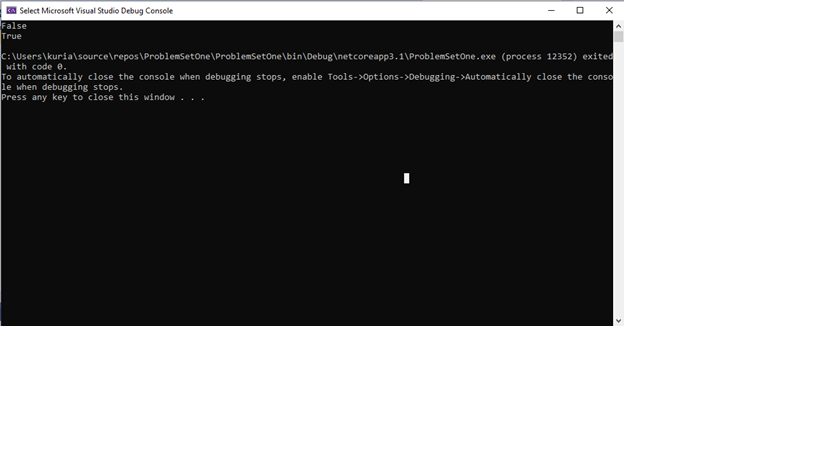 Select Microsoft Visual Studio Debug Console
False
True
C:\Users\kuria\source\repos\ProblemSetOne\ProblemSetOne\bin\Debug\netcoreapp3.1\ProblemSetOne.exe (process 12352) exited
with code 0.
To automatically close the console when debugging stops, enable Tools->Options->Debugging->Automatically close the conso
le when debugging stops.
Press any key to close this window . . .